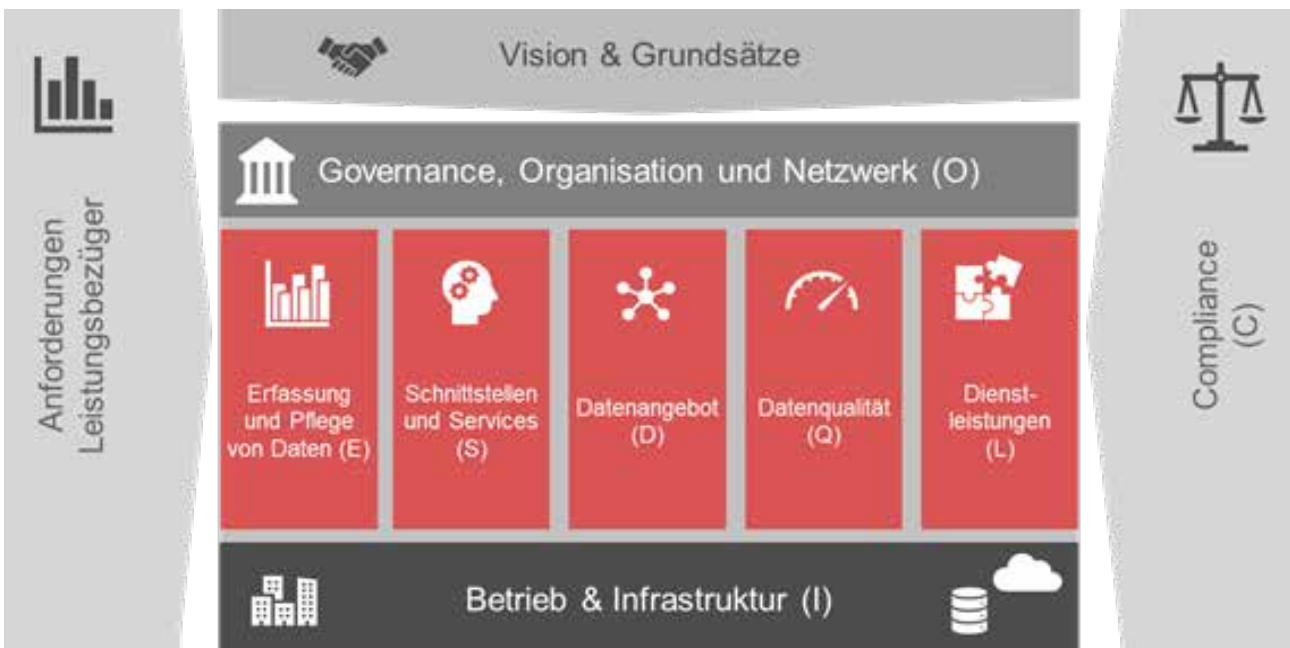 Vision & Grundsätze
Governance, Organisation und Netzwerk (O)
Anforderungen
Leistungsbezüger
Erfassung
und Pflege
von Daten (E)
Schnittstellen
und Services
(S)
Datenangebot
(D)
Datenqualität
(Q)
Dienst-
leistungen
(L)
Compliance
(C)
Betrieb & Infrastruktur (I)